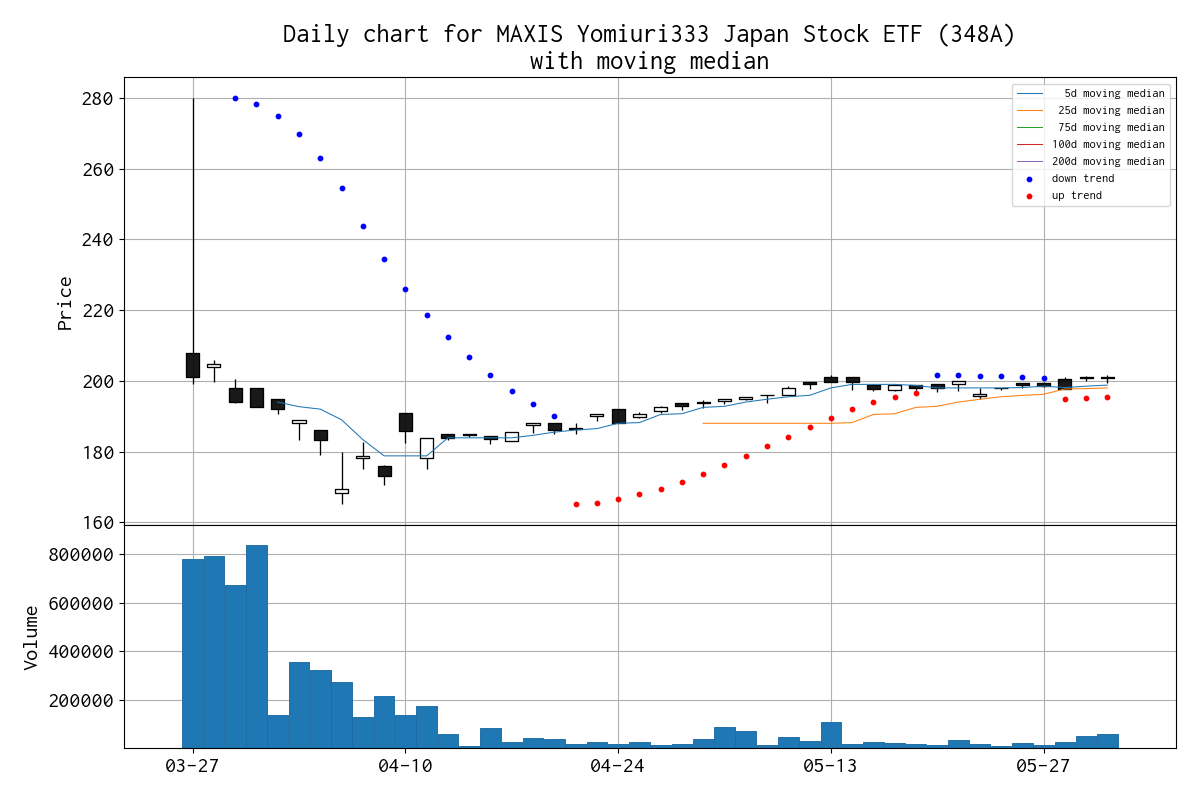 Daily chart for MAXIS Yomiuri333 Japan Stock ETF (348A)
with moving median
5d moving median
25d moving median
75d moving median
100d moving median
200d moving median
down trend
up trend
Price
280
260
240
220
200
180
160
Volume
800000
600000
400000
200000
03-27
04-10
04-24
05-13
05-27